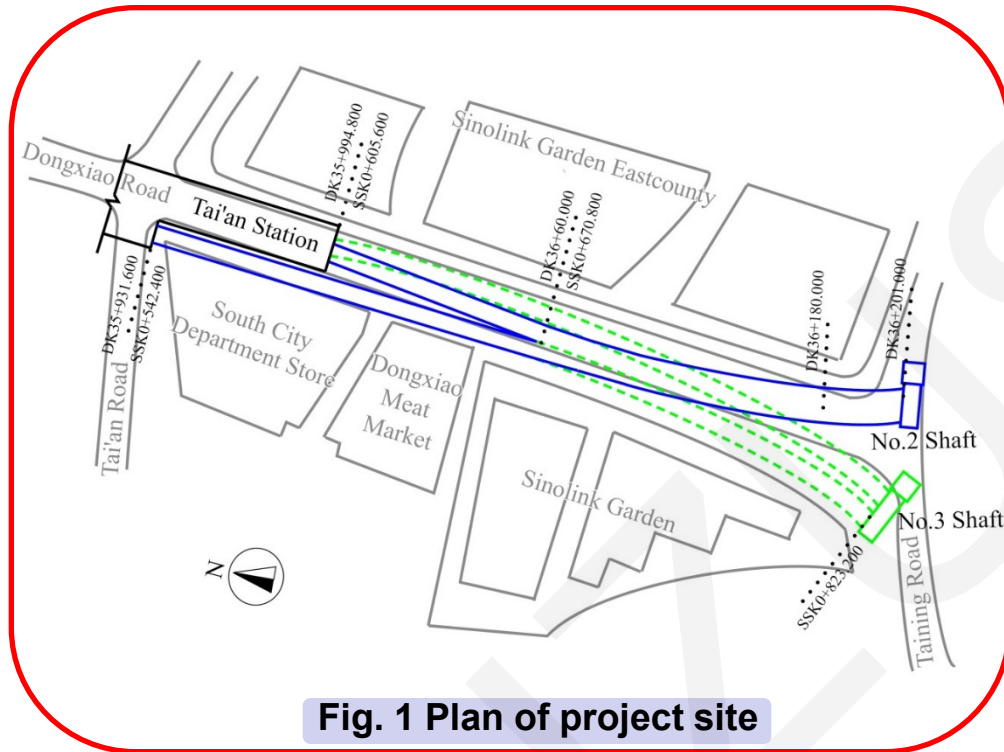 DK35+994.800
SSK0+605.600
Sinolink Garden Eastcounty
Dongxiao Road
Tai'an Station
DK36+60.000
SSK0+670.800
DK36+180.000
DK36+201.000
DK35+931.600
SSK0+542.400
South City
Department Store
Dongxiao
Meat
Market
Tai'an Road
No.2 Shaft
Sinolink Garden
No.3 Shaft
SSK0+823.200
Taining Road
N
Fig. 1 Plan of project site